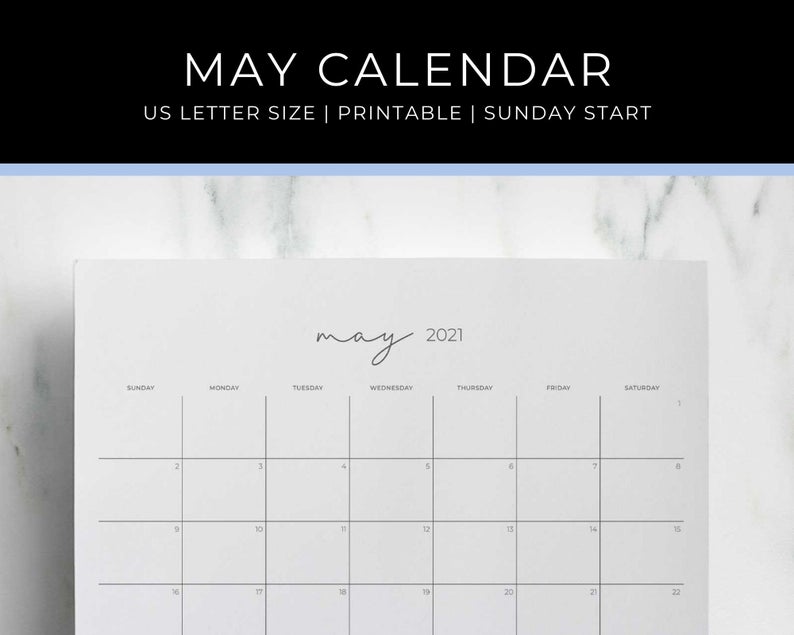 MAY CALENDAR
US LETTER SIZE | PRINTABLE | SUNDAY START
may 2021
SUNDAY MONDAY TUESDAY WEDNESDAY THURSDAY FRIDAY SATURDAY
1
2 3 4 5 6 7 8
9 10 11 12 13 14 15
16 17 18 19 20 21 22